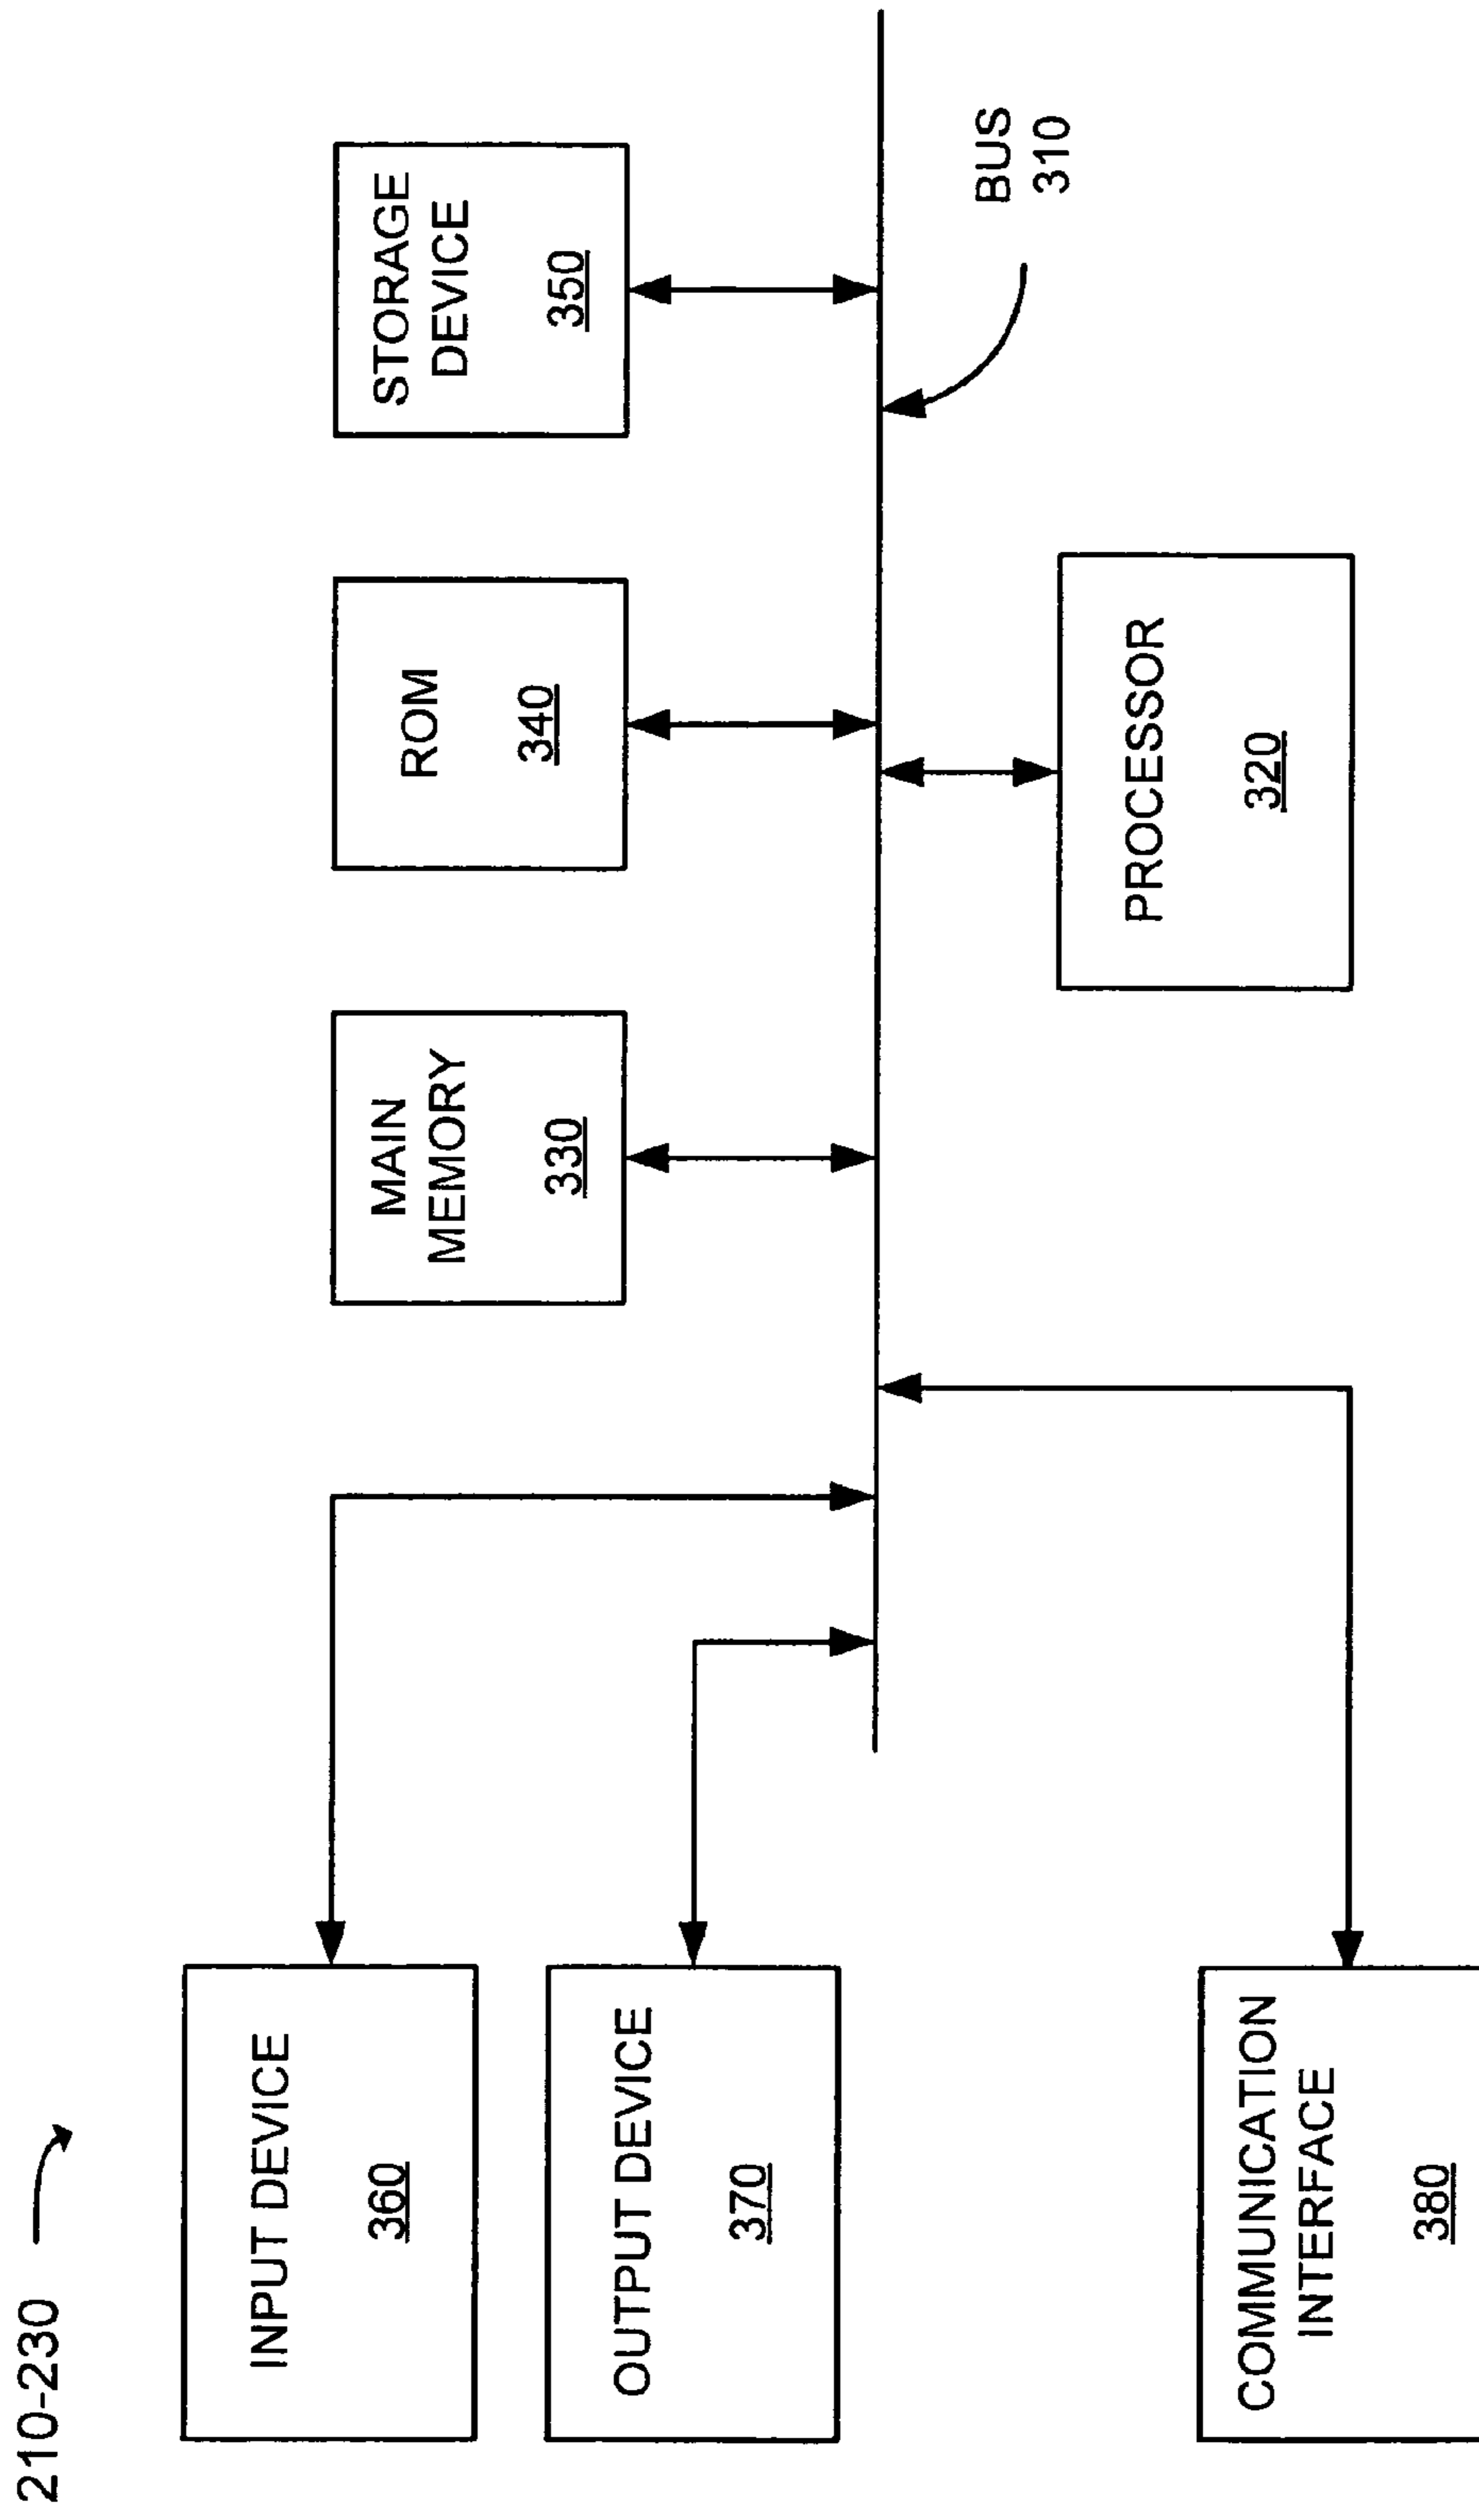 210-230
INPUT DEVICE
360
OUTPUT DEVICE
370
COMMUNICATION
INTERFACE
380
MAIN
MEMORY
330
ROM
340
STORAGE
DEVICE
350
PROCESSOR
320
BUS
310